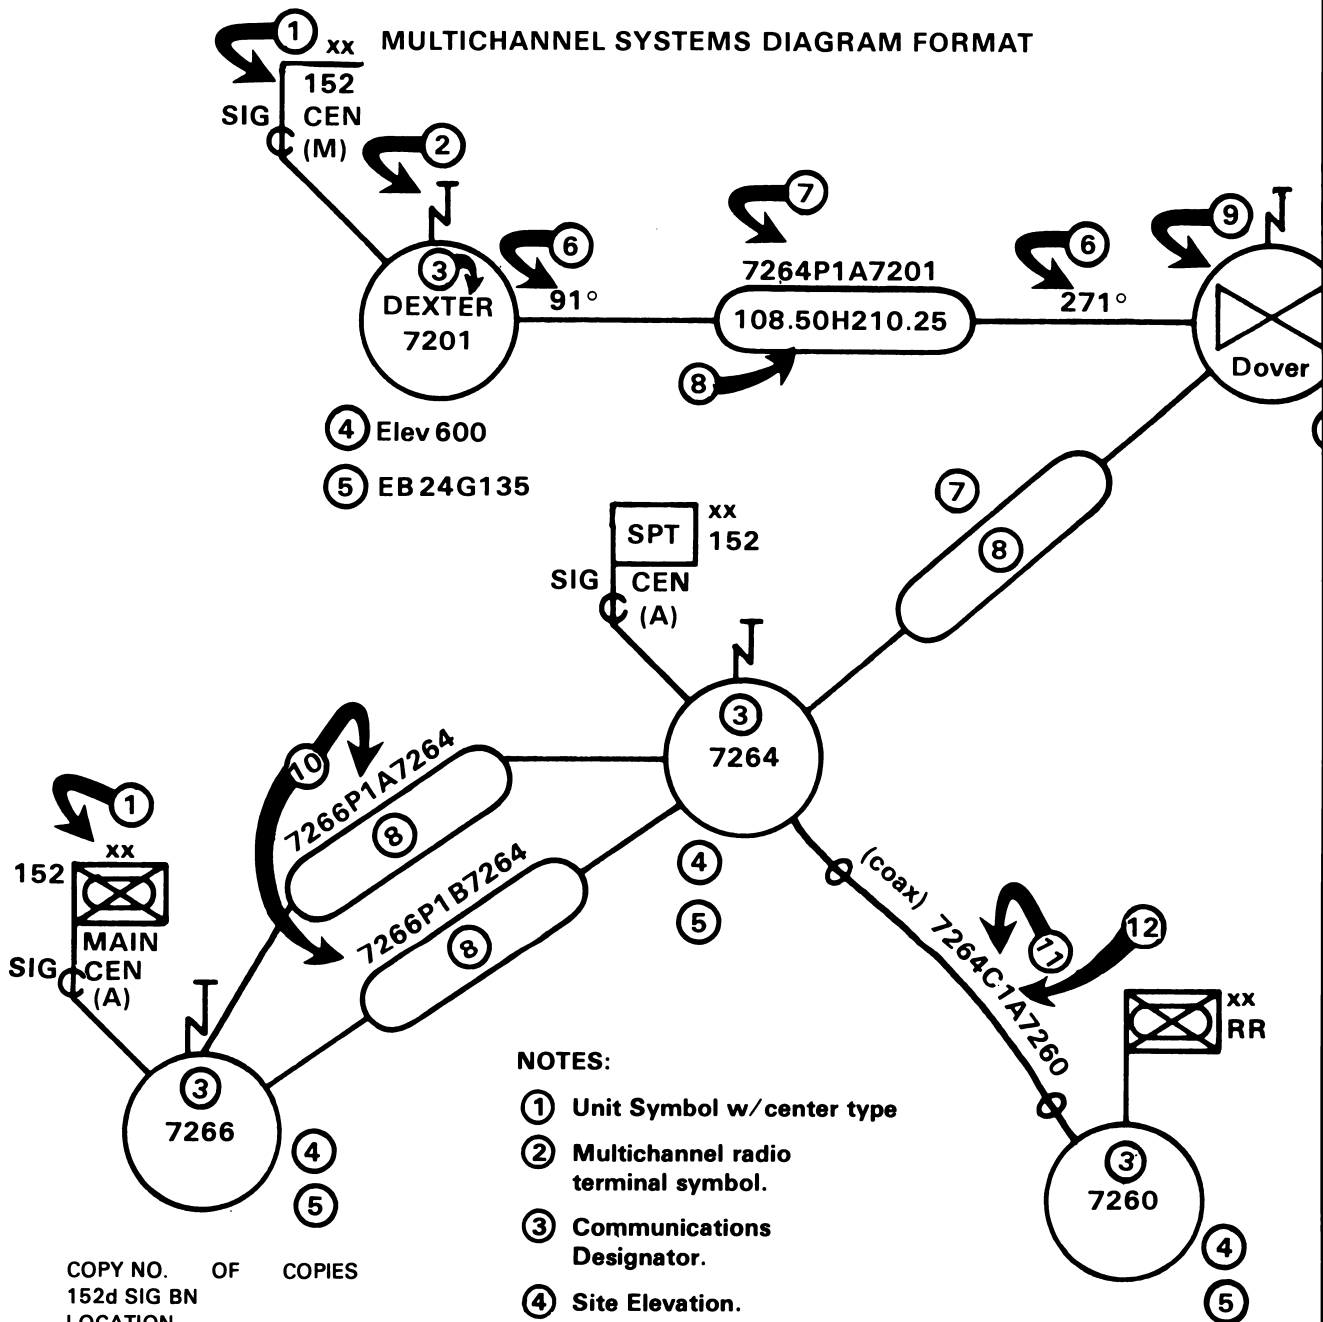 MULTICHANNEL SYSTEMS DIAGRAM FORMAT
1
xx
152
SIG CEN
(M)
2
3
DEXTER
7201
6
91°
7
7264P1A7201
108.50H210.25
8
6
271°
9
Dover
4 Elev 600
5 EB24G135
7
8
SPT
xx
152
SIG CEN
(A)
3
7264
4
5
10
7266P1A7264
8
7266P1B7264
8
1
xx
152
MAIN
SIG CEN
(A)
3
7266
4
5
(coax)
7264C1A7260
11
12
xx
RR
3
7260
4
5
NOTES:
1 Unit Symbol w/center type
2 Multichannel radio
terminal symbol.
3 Communications
Designator.
4 Site Elevation.
COPY NO. OF COPIES
152d SIG BN
LOCATION